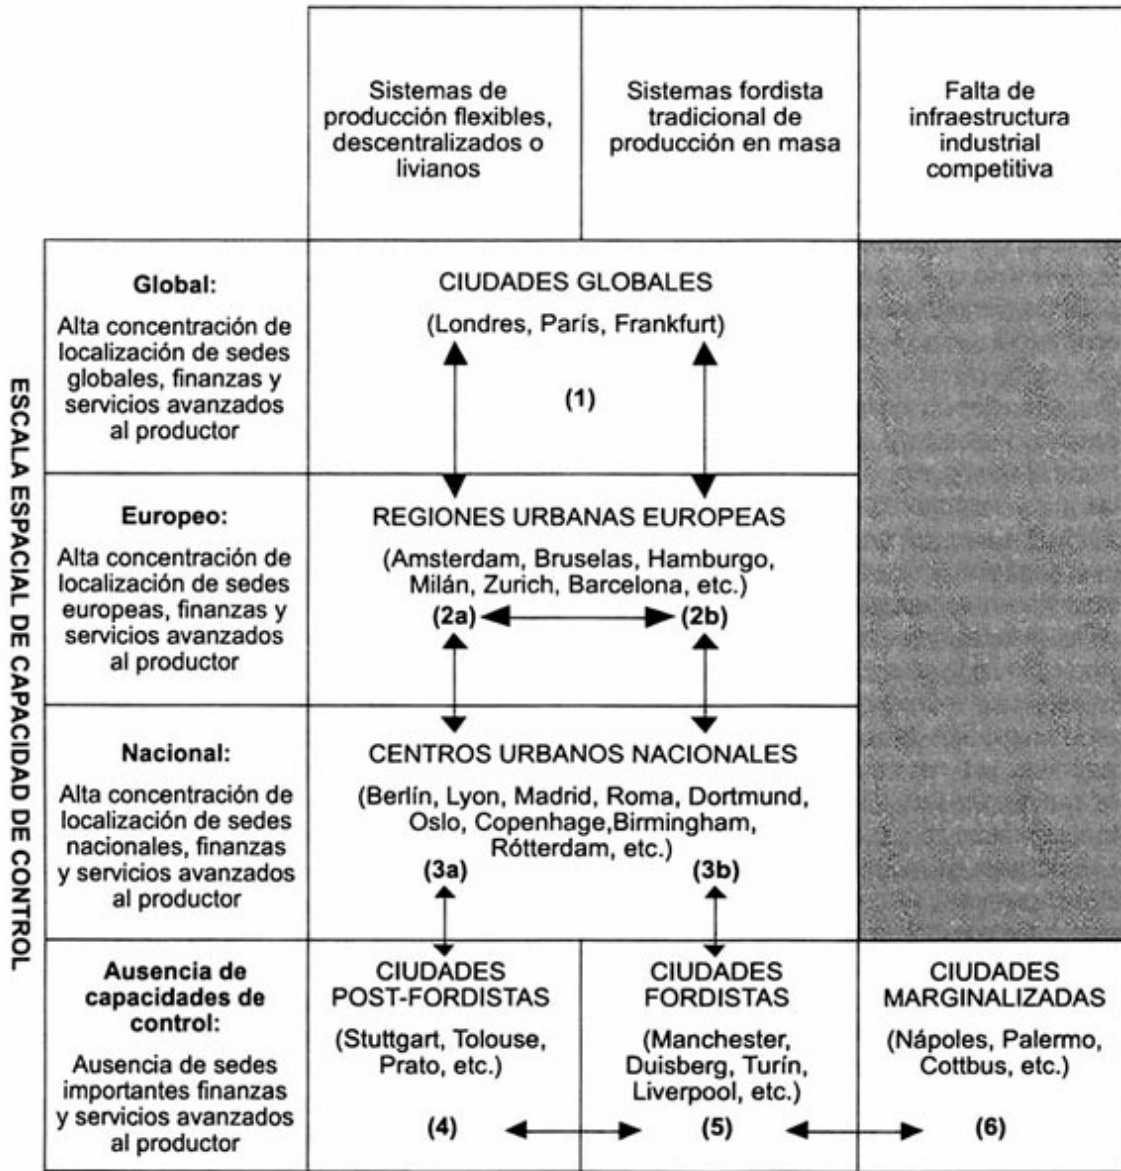 Sistemas de
producción flexibles,
descentralizados o
livianos
Sistemas fordista
tradicional de
producción en masa
Falta de
infraestructura
industrial
competitiva
ESCALA ESPACIAL DE CAPACIDAD DE CONTROL
Global:
Alta concentración de
localización de sedes
globales, finanzas y
servicios avanzados
al productor
CIUDADES GLOBALES
(Londres, París, Frankfurt)
(1)
Europeo:
Alta concentración de
localización de sedes
europeas, finanzas y
servicios avanzados
al productor
REGIONES URBANAS EUROPEAS
(Amsterdam, Bruselas, Hamburgo,
Milán, Zurich, Barcelona, etc.)
(2a) (2b)
Nacional:
Alta concentración de
localización de sedes
nacionales, finanzas
y servicios avanzados
al productor
CENTROS URBANOS NACIONALES
(Berlín, Lyon, Madrid, Roma, Dortmund,
Oslo, Copenhage,Birmingham,
Rótterdam, etc.)
(3a) (3b)
Ausencia de
capacidades de
control:
Ausencia de sedes
importantes finanzas
y servicios avanzados
al productor
CIUDADES
POST-FORDISTAS
(Stuttgart, Tolouse,
Prato, etc.)
(4)
CIUDADES
FORDISTAS
(Manchester,
Duisberg, Turín,
Liverpool, etc.)
(5)
CIUDADES
MARGINALIZADAS
(Nápoles, Palermo,
Cottbus, etc.)
(6)